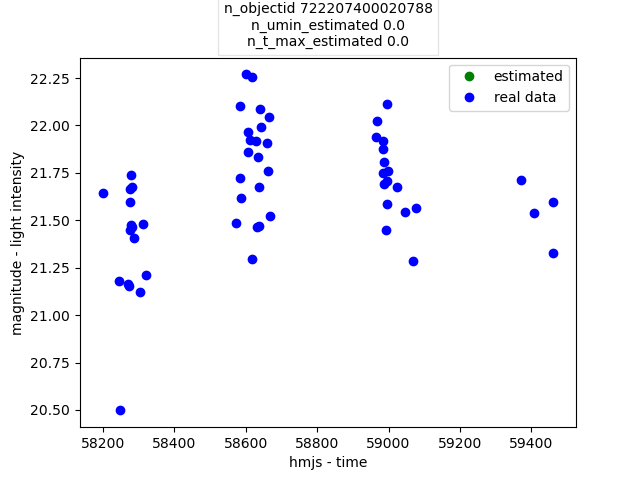 n_objectid 722207400020788
n_umin_estimated 0.0
n_t_max_estimated 0.0
estimated
real data
magnitude - light intensity
22.25
22.00
21.75
21.50
21.25
21.00
20.75
20.50
58200 58400 58600 58800 59000 59200 59400
hmjs - time